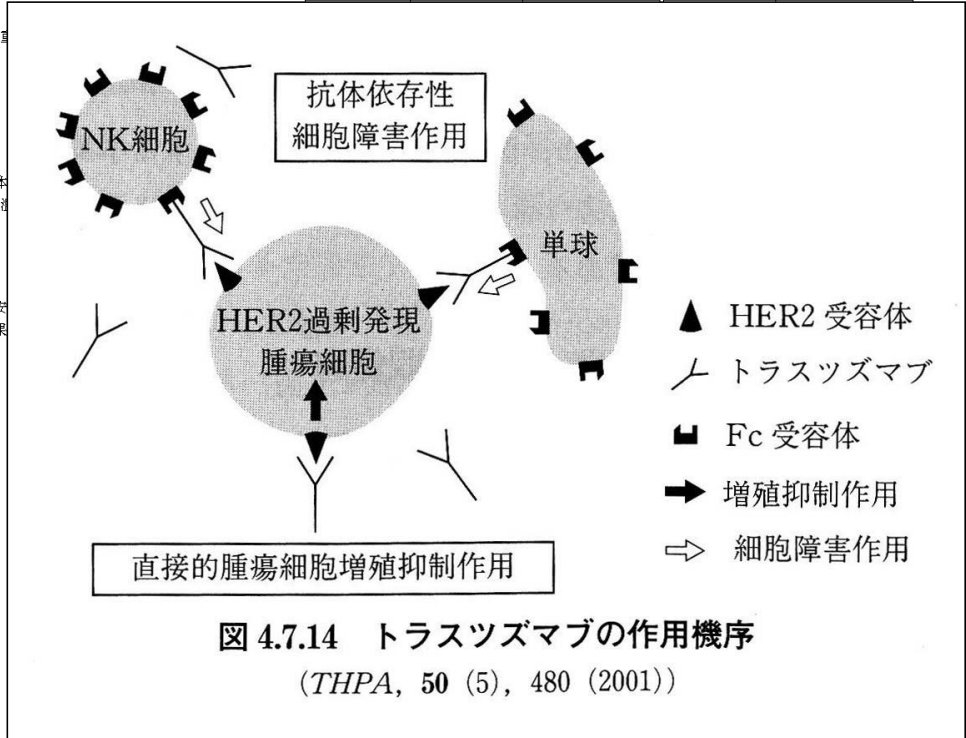 抗体依存性
細胞障害作用
NK細胞
単球
HER2過剰発現
腫瘍細胞
HER2 受容体
トラスツズマブ
Fc 受容体
増殖抑制作用
細胞障害作用
直接的腫瘍細胞増殖抑制作用
図 4.7.14 トラスツズマブの作用機序
(THPA, 50 (5), 480 (2001))